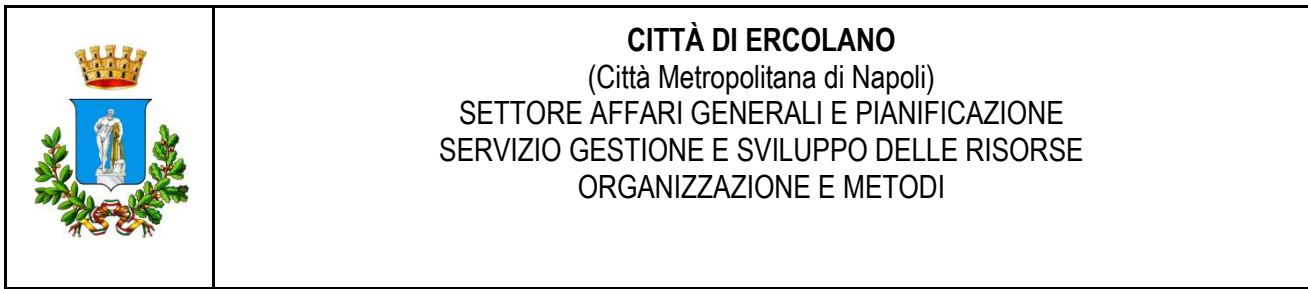 CITTÀ DI ERCOLANO
(Città Metropolitana di Napoli)
SETTORE AFFARI GENERALI E PIANIFICAZIONE
SERVIZIO GESTIONE E SVILUPPO DELLE RISORSE
ORGANIZZAZIONE E METODI